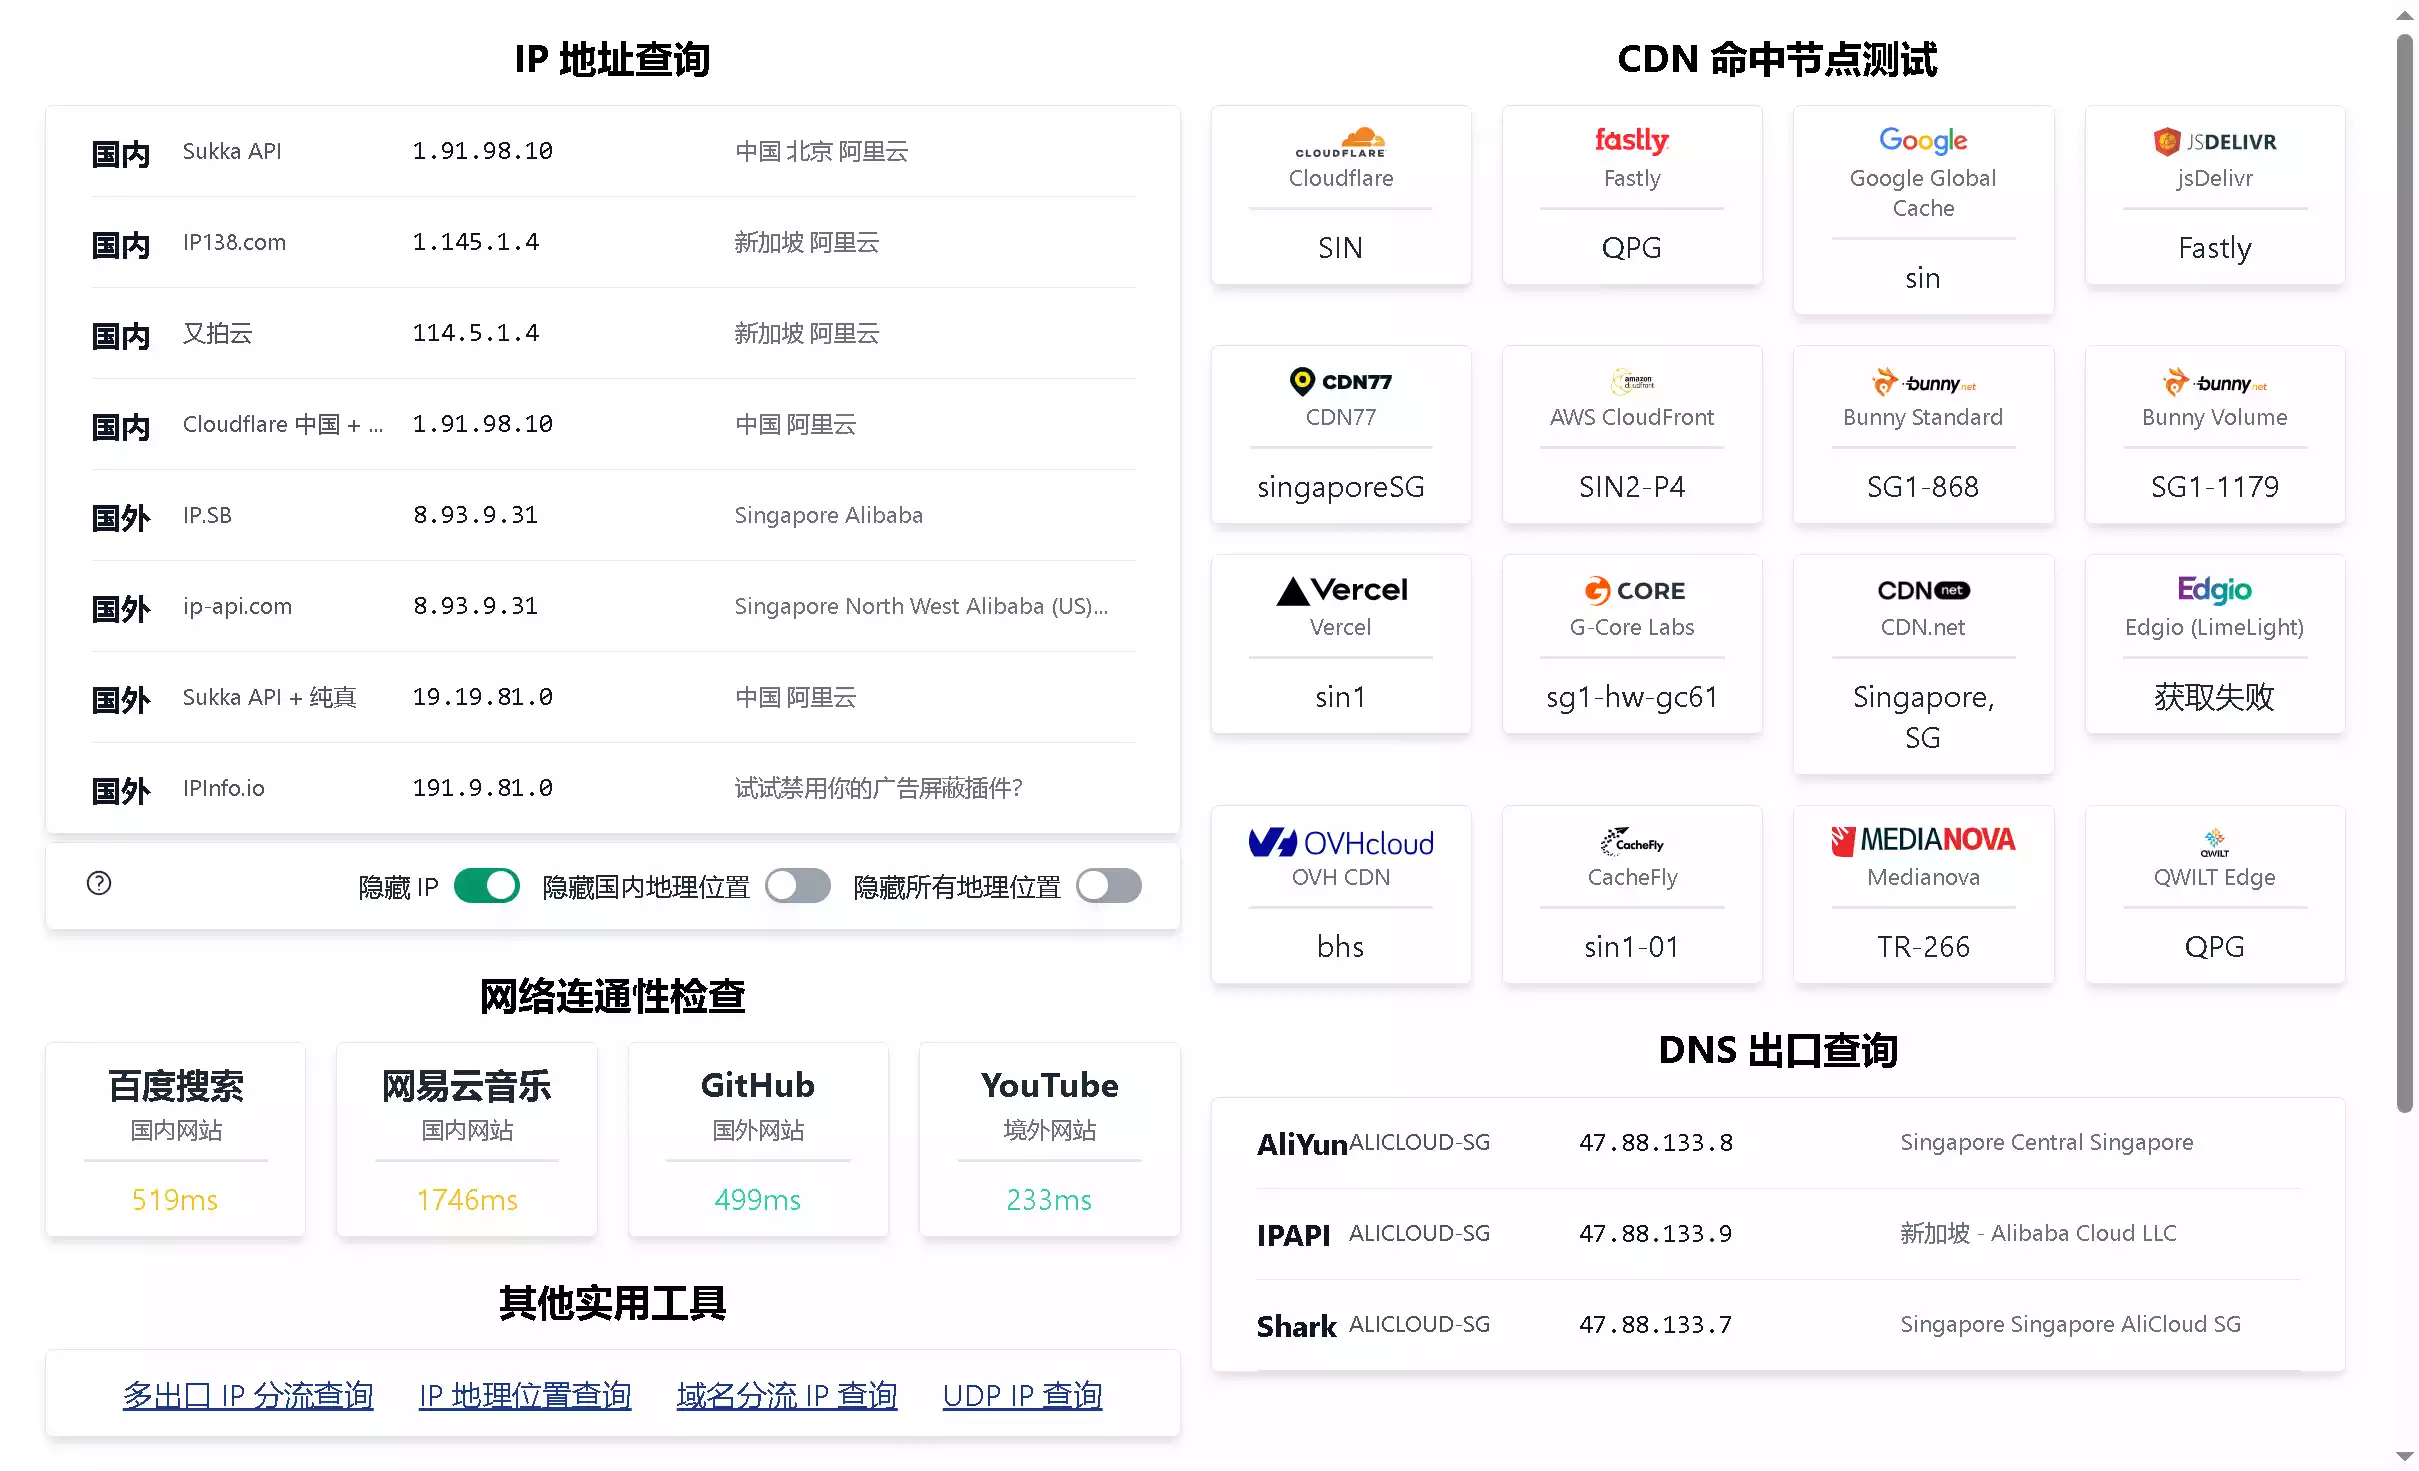 IP 地址查询
国内 Sukka API 1.91.98.10 中国 北京 阿里云
国内 IP138.com 1.145.1.4 新加坡 阿里云
国内 又拍云 114.5.1.4 新加坡 阿里云
国内 Cloudflare 中国 + ... 1.91.98.10 中国 阿里云
国外 IP.SB 8.93.9.31 Singapore Alibaba
国外 ip-api.com 8.93.9.31 Singapore North West Alibaba (US)...
国外 Sukka API + 纯真 19.19.81.0 中国 阿里云
国外 IPInfo.io 191.9.81.0 试试禁用你的广告屏蔽插件?
隐藏 IP 隐藏国内地理位置 隐藏所有地理位置
网络连通性检查
百度搜索
国内网站
519ms
网易云音乐
国内网站
1746ms
GitHub
国外网站
499ms
YouTube
境外网站
233ms
其他实用工具
多出口 IP 分流查询 IP 地理位置查询 域名分流 IP 查询 UDP IP 查询
CDN 命中节点测试
CLOUDFLARE
Cloudflare
SIN
fastly
Fastly
QPG
Google
Google Global
Cache
sin
JSDELIVR
jsDelivr
Fastly
CDN77
CDN77
singaporeSG
amazon
cloudfront
AWS CloudFront
SIN2-P4
bunny.net
Bunny Standard
SG1-868
bunny.net
Bunny Volume
SG1-1179
Vercel
Vercel
sin1
G CORE
G-Core Labs
sg1-hw-gc61
CDN net
CDN.net
Singapore,
SG
Edgio
Edgio (LimeLight)
获取失败
OVHcloud
OVH CDN
bhs
CacheFly
CacheFly
sin1-01
MEDIANOVA
Medianova
TR-266
QWILT
QWILT Edge
QPG
DNS 出口查询
AliYun ALICLOUD-SG 47.88.133.8 Singapore Central Singapore
IPAPI ALICLOUD-SG 47.88.133.9 新加坡 - Alibaba Cloud LLC
Shark ALICLOUD-SG 47.88.133.7 Singapore Singapore AliCloud SG